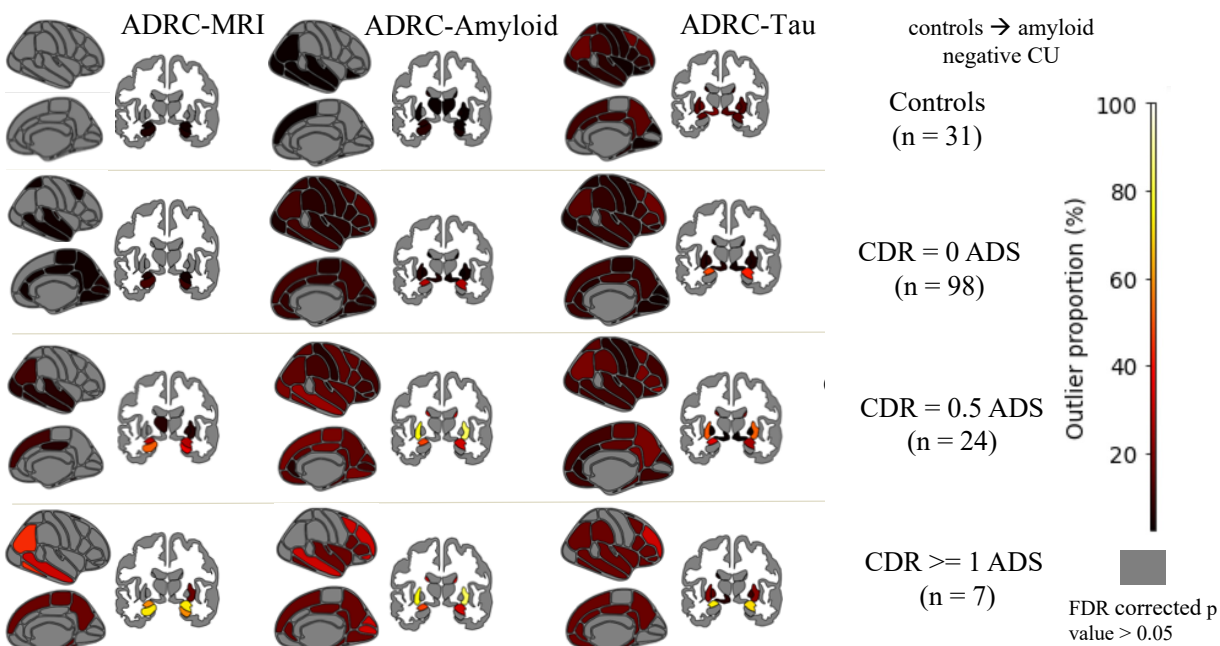 ADRC-MRI
ADRC-Amyloid
ADRC-Tau
controls → amyloid
negative CU
Controls
(n = 31)
CDR = 0 ADS
(n = 98)
CDR = 0.5 ADS
(n = 24)
CDR >= 1 ADS
(n = 7)
100
80
60
40
20
Outlier proportion (%)
FDR corrected p
value > 0.05